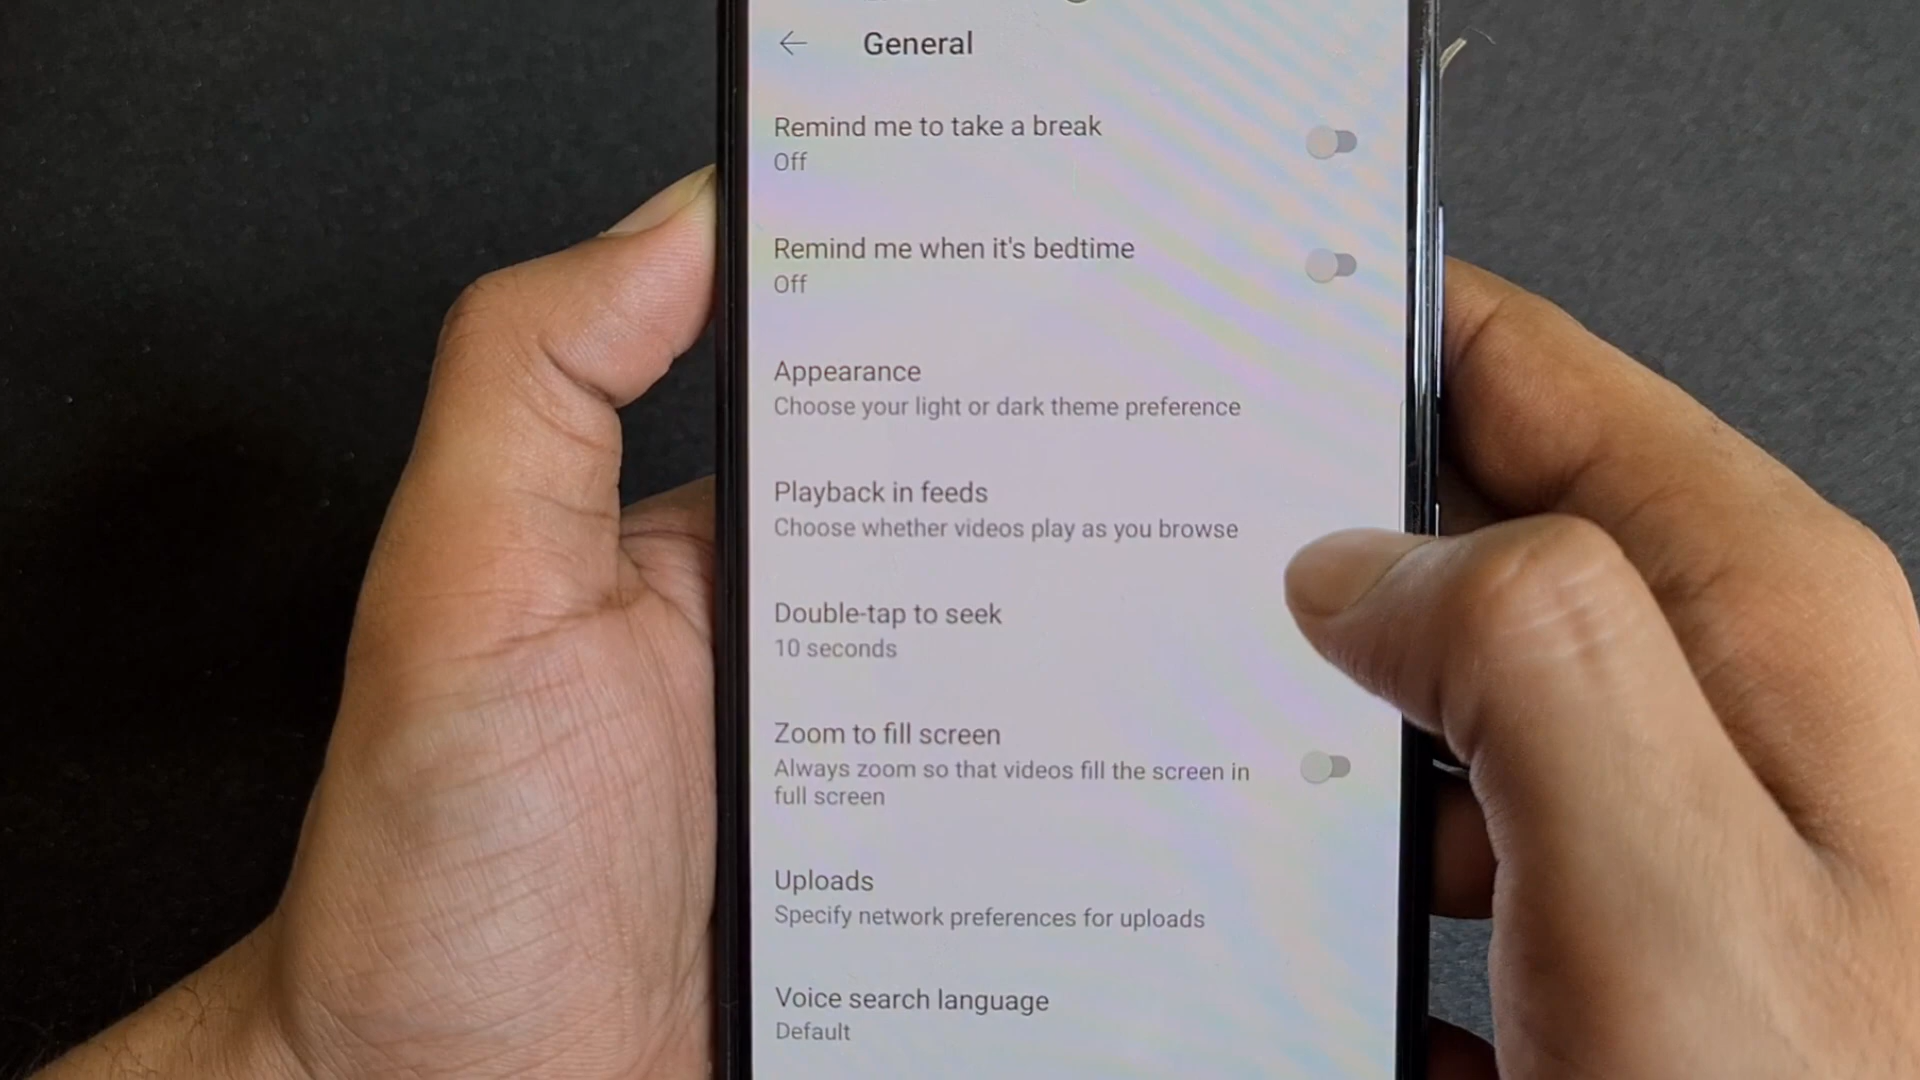 General
Remind me to take a break
Off
Remind me when it's bedtime
Off
Appearance
Choose your light or dark theme preference
Playback in feeds
Choose whether videos play as you browse
Double-tap to seek
10 seconds
Zoom to fill screen
Always zoom so that videos fill the screen in
full screen
Uploads
Specify network preferences for uploads
Voice search language
Default